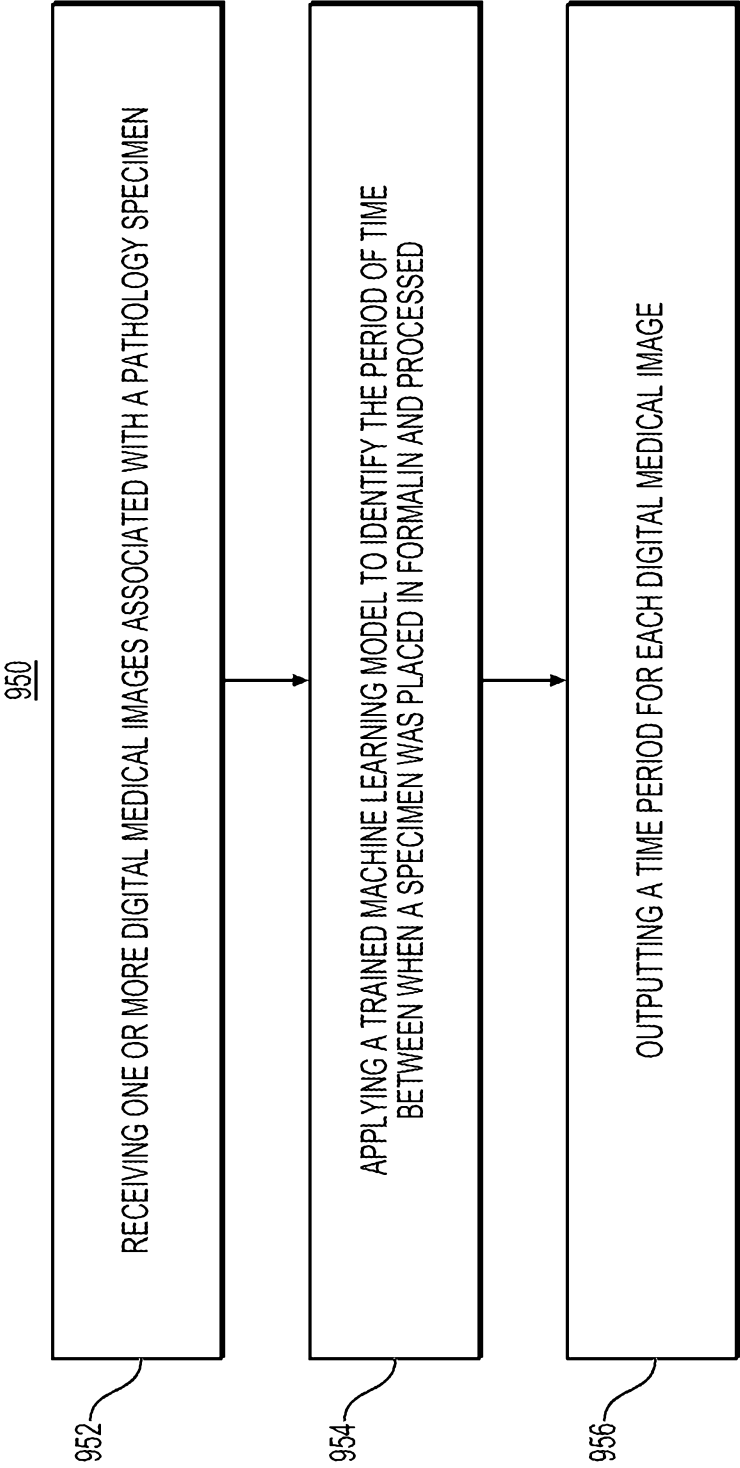 950
952
RECEIVING ONE OR MORE DIGITAL MEDICAL IMAGES ASSOCIATED WITH A PATHOLOGY SPECIMEN
954
APPLYING A TRAINED MACHINE LEARNING MODEL TO IDENTIFY THE PERIOD OF TIME
BETWEEN WHEN A SPECIMEN WAS PLACED IN FORMALIN AND PROCESSED
956
OUTPUTTING A TIME PERIOD FOR EACH DIGITAL MEDICAL IMAGE